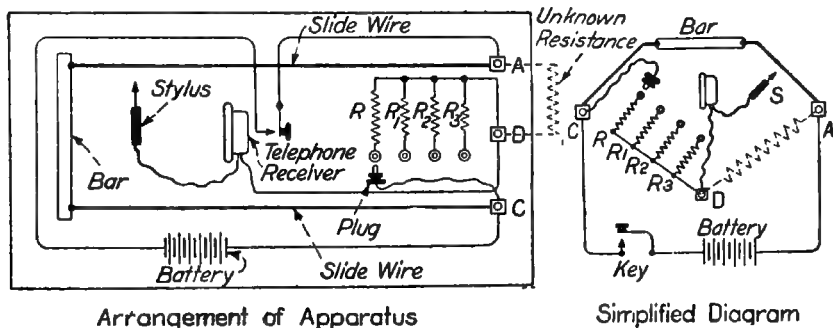 Slide Wire
Unknown
Resistance
Bar
A
Stylus
R
R1
R2
R3
S
C
A
Telephone
Receiver
D
R
R1
R2
R3
D
Bar
Plug
C
Battery
Slide Wire
Key
Battery
Arrangement of Apparatus
Simplified Diagram